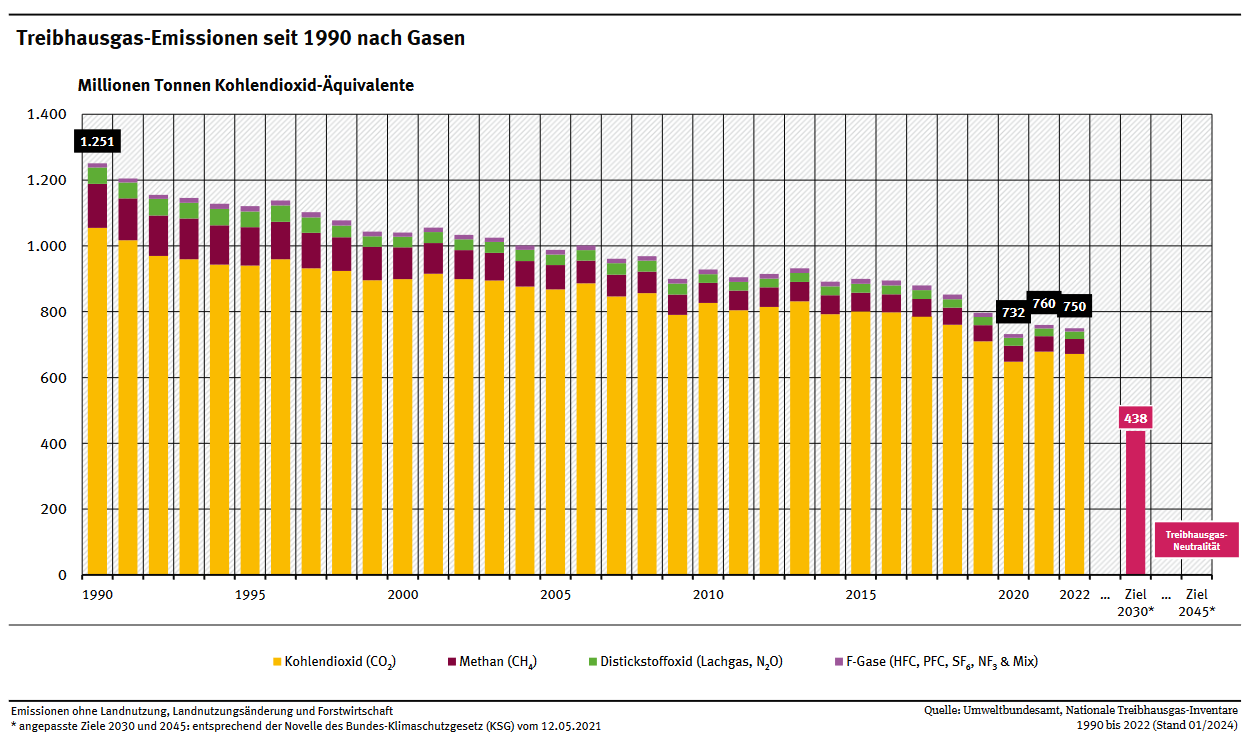 Treibhausgas-Emissionen seit 1990 nach Gasen
Millionen Tonnen Kohlendioxid-Äquivalente
1.400
1.251
1.200
1.000
800
732
760
750
600
438
400
200
Treibhausgas-
Neutralität
0
1990 1995 2000 2005 2010 2015 2020 2022 ... Ziel ... Ziel
2030* 2045*
Kohlendioxid (CO₂) Methan (CH₄) Distickstoffoxid (Lachgas, N₂O) F-Gase (HFC, PFC, SF₆, NF₃ & Mix)
Emissionen ohne Landnutzung, Landnutzungsänderung und Forstwirtschaft
* angepasste Ziele 2030 und 2045: entsprechend der Novelle des Bundes-Klimaschutzgesetz (KSG) vom 12.05.2021
Quelle: Umweltbundesamt, Nationale Treibhausgas-Inventare
1990 bis 2022 (Stand 01/2024)